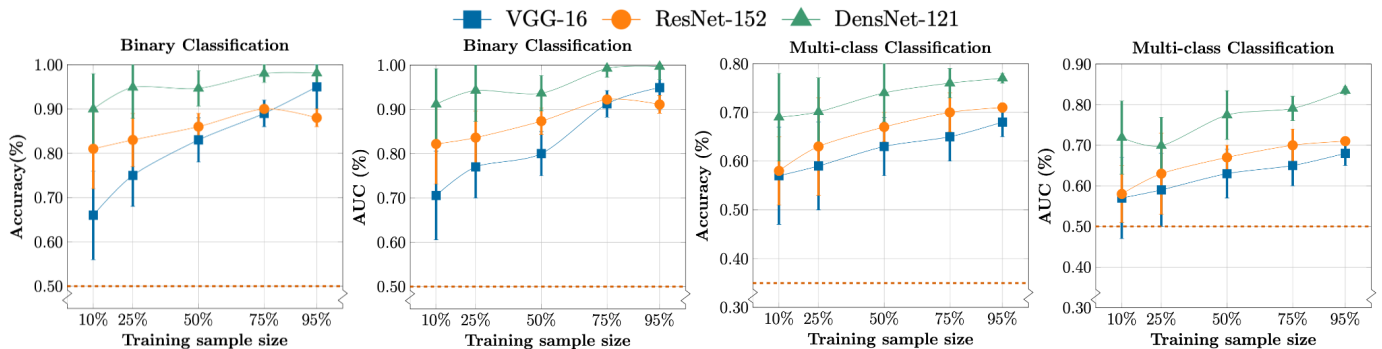 VGG-16 ResNet-152 DensNet-121
Binary Classification
Accuracy(%)
1.00
0.90
0.80
0.70
0.60
0.50
10% 25% 50% 75% 95%
Training sample size
Binary Classification
AUC (%)
1.00
0.90
0.80
0.70
0.60
0.50
10% 25% 50% 75% 95%
Training sample size
Multi-class Classification
Accuracy (%)
0.80
0.70
0.60
0.50
0.40
0.30
10% 25% 50% 75% 95%
Training sample size
Multi-class Classification
AUC (%)
0.90
0.80
0.70
0.60
0.50
0.40
0.30
10% 25% 50% 75% 95%
Training sample size